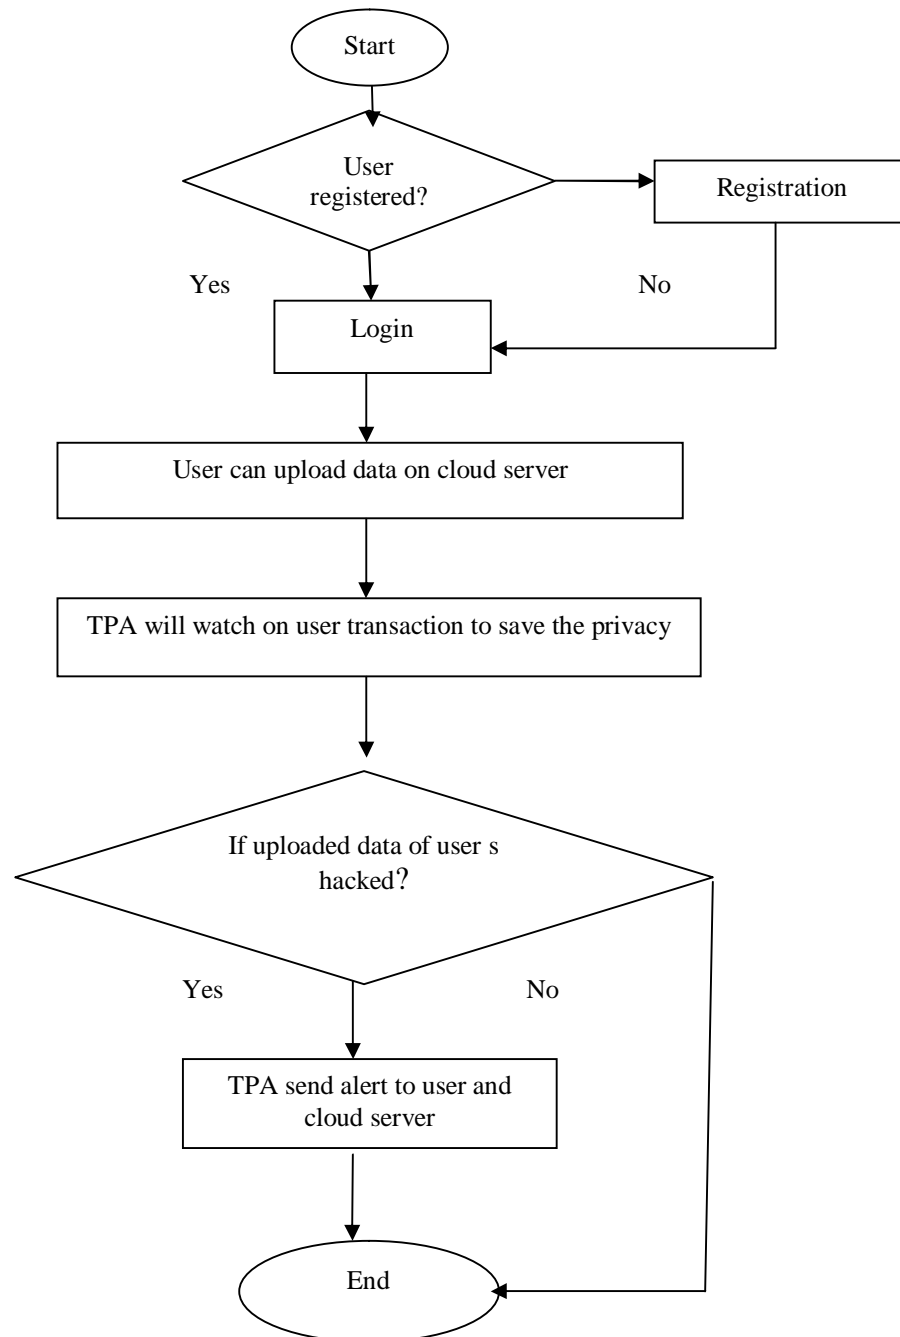 Start
User
registered?
Registration
Yes
No
Login
User can upload data on cloud server
TPA will watch on user transaction to save the privacy
If uploaded data of user s
hacked?
Yes
No
TPA send alert to user and
cloud server
End